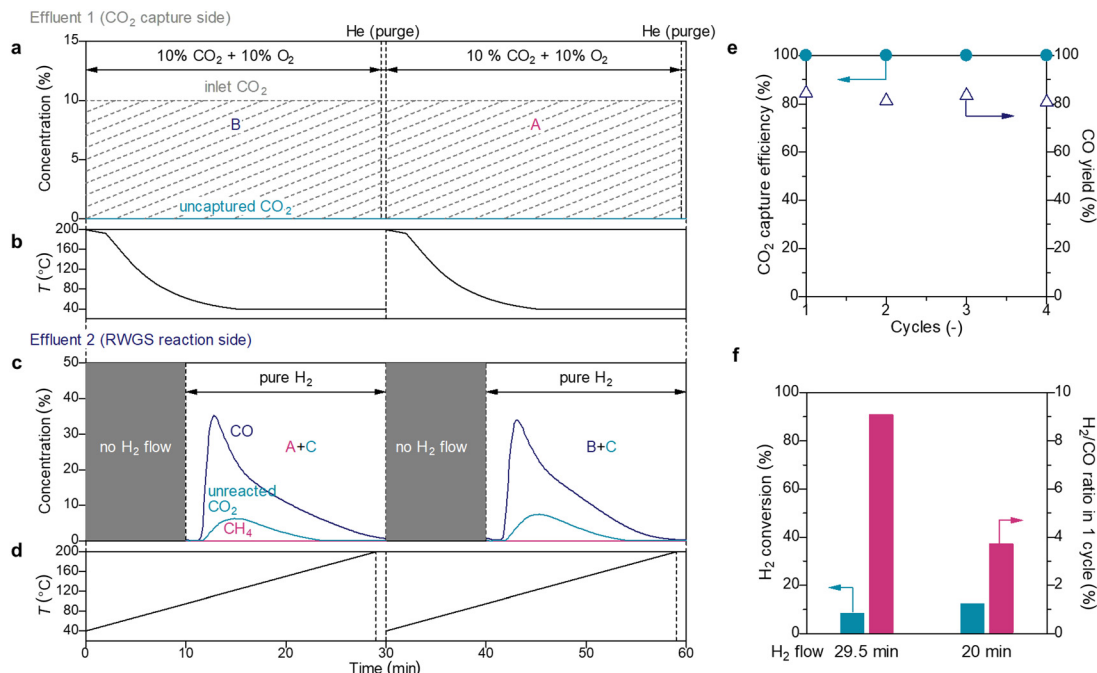 Effluent 1 (CO₂ capture side)
He (purge) He (purge)
a
15
10
5
0
Concentration (%)
10% CO₂ + 10% O₂
10 % CO₂ + 10% O₂
inlet CO₂
B
A
uncaptured CO₂
b
200
160
120
80
40
T (°C)
Effluent 2 (RWGS reaction side)
c
50
40
30
20
10
0
Concentration (%)
no H₂ flow
pure H₂
CO
A+C
unreacted
CO₂
CH₄
no H₂ flow
pure H₂
B+C
d
200
160
120
80
40
T (°C)
0 10 20 30 40 50 60
Time (min)
e
100
80
60
40
20
0
CO₂ capture efficiency (%)
100
80
60
40
20
0
CO yield (%)
1 2 3 4
Cycles (-)
f
100
80
60
40
20
0
H₂ conversion (%)
10
8
6
4
2
0
H₂/CO ratio in 1 cycle (%)
H₂ flow 29.5 min 20 min